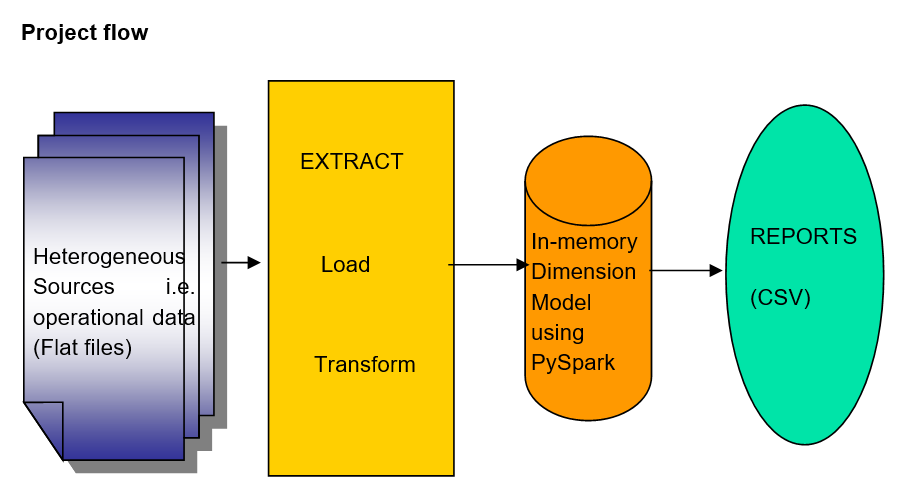 Project flow
Heterogeneous
Sources i.e.
operational data
(Flat files)
EXTRACT
Load
Transform
In-memory
Dimension
Model
using
PySpark
REPORTS
(CSV)